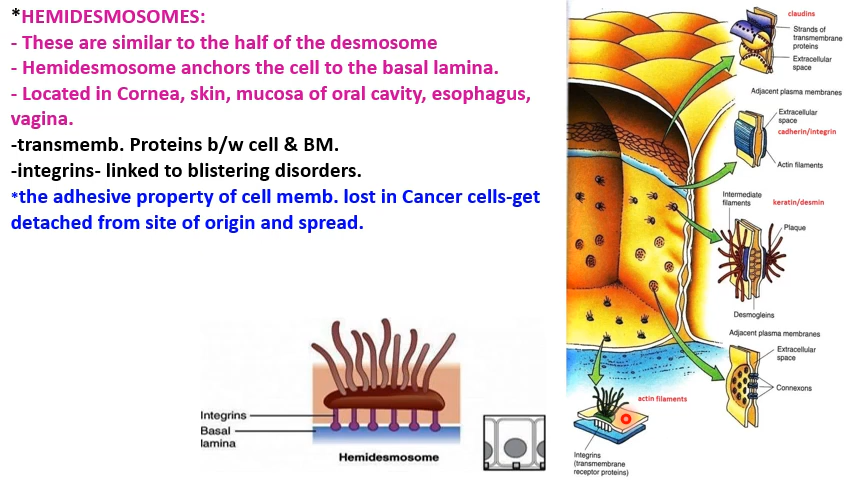 *HEMIDESMOSOMES:
- These are similar to the half of the desmosome
- Hemidesmosome anchors the cell to the basal lamina.
- Located in Cornea, skin, mucosa of oral cavity, esophagus,
vagina.
-transmemb. Proteins b/w cell & BM.
-integrins- linked to blistering disorders.
*the adhesive property of cell memb. lost in Cancer cells-get
detached from site of origin and spread.
Integrins
Basal
lamina
Hemidesmosome
claudins
Strands of
transmembrane
proteins
Extracellular
space
Adjacent plasma membranes
Extracellular
space
cadherin/integrin
Actin filaments
Intermediate
filaments
keratin/desmin
Plaque
Desmogleins
Adjacent plasma membranes
Extracellular
space
Connexons
actin filaments
Integrins
(transmembrane
receptor proteins)